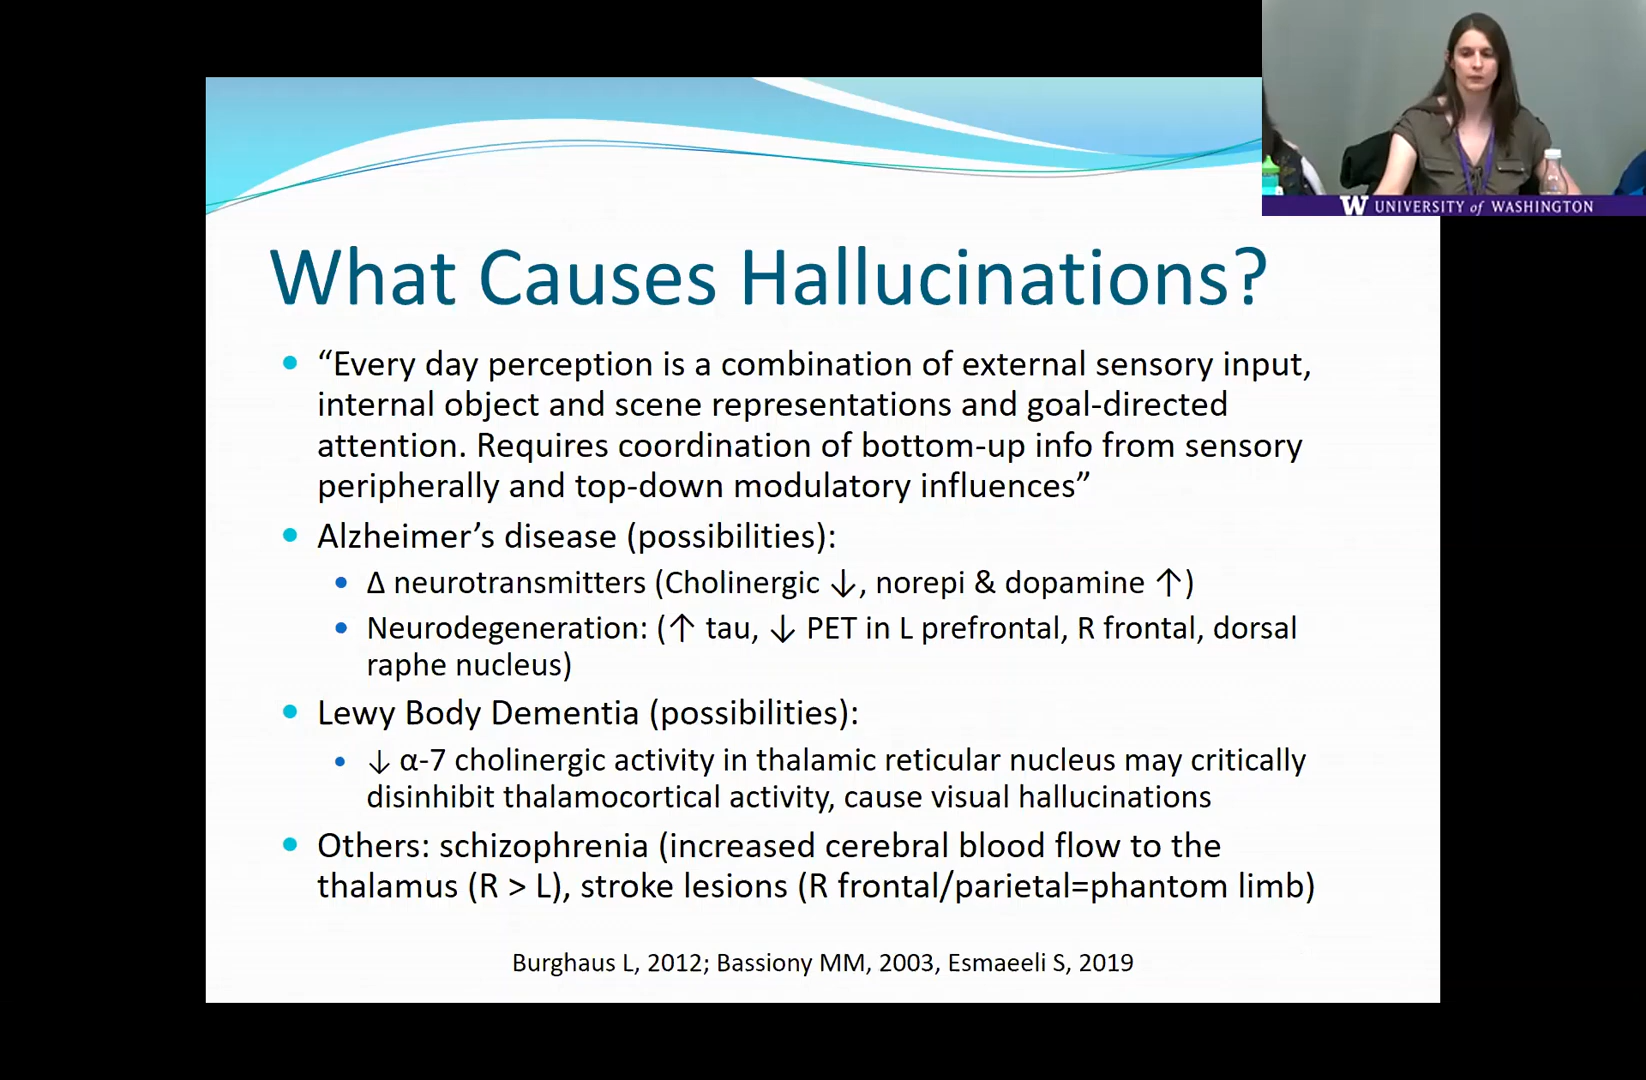 W UNIVERSITY of WASHINGTON
What Causes Hallucinations?
“Every day perception is a combination of external sensory input,
internal object and scene representations and goal-directed
attention. Requires coordination of bottom-up info from sensory
peripherally and top-down modulatory influences”
Alzheimer’s disease (possibilities):
Δ neurotransmitters (Cholinergic ↓, norepi & dopamine ↑)
Neurodegeneration: (↑ tau, ↓ PET in L prefrontal, R frontal, dorsal
raphe nucleus)
Lewy Body Dementia (possibilities):
↓ α-7 cholinergic activity in thalamic reticular nucleus may critically
disinhibit thalamocortical activity, cause visual hallucinations
Others: schizophrenia (increased cerebral blood flow to the
thalamus (R > L), stroke lesions (R frontal/parietal=phantom limb)
Burghaus L, 2012; Bassiony MM, 2003, Esmaeeli S, 2019